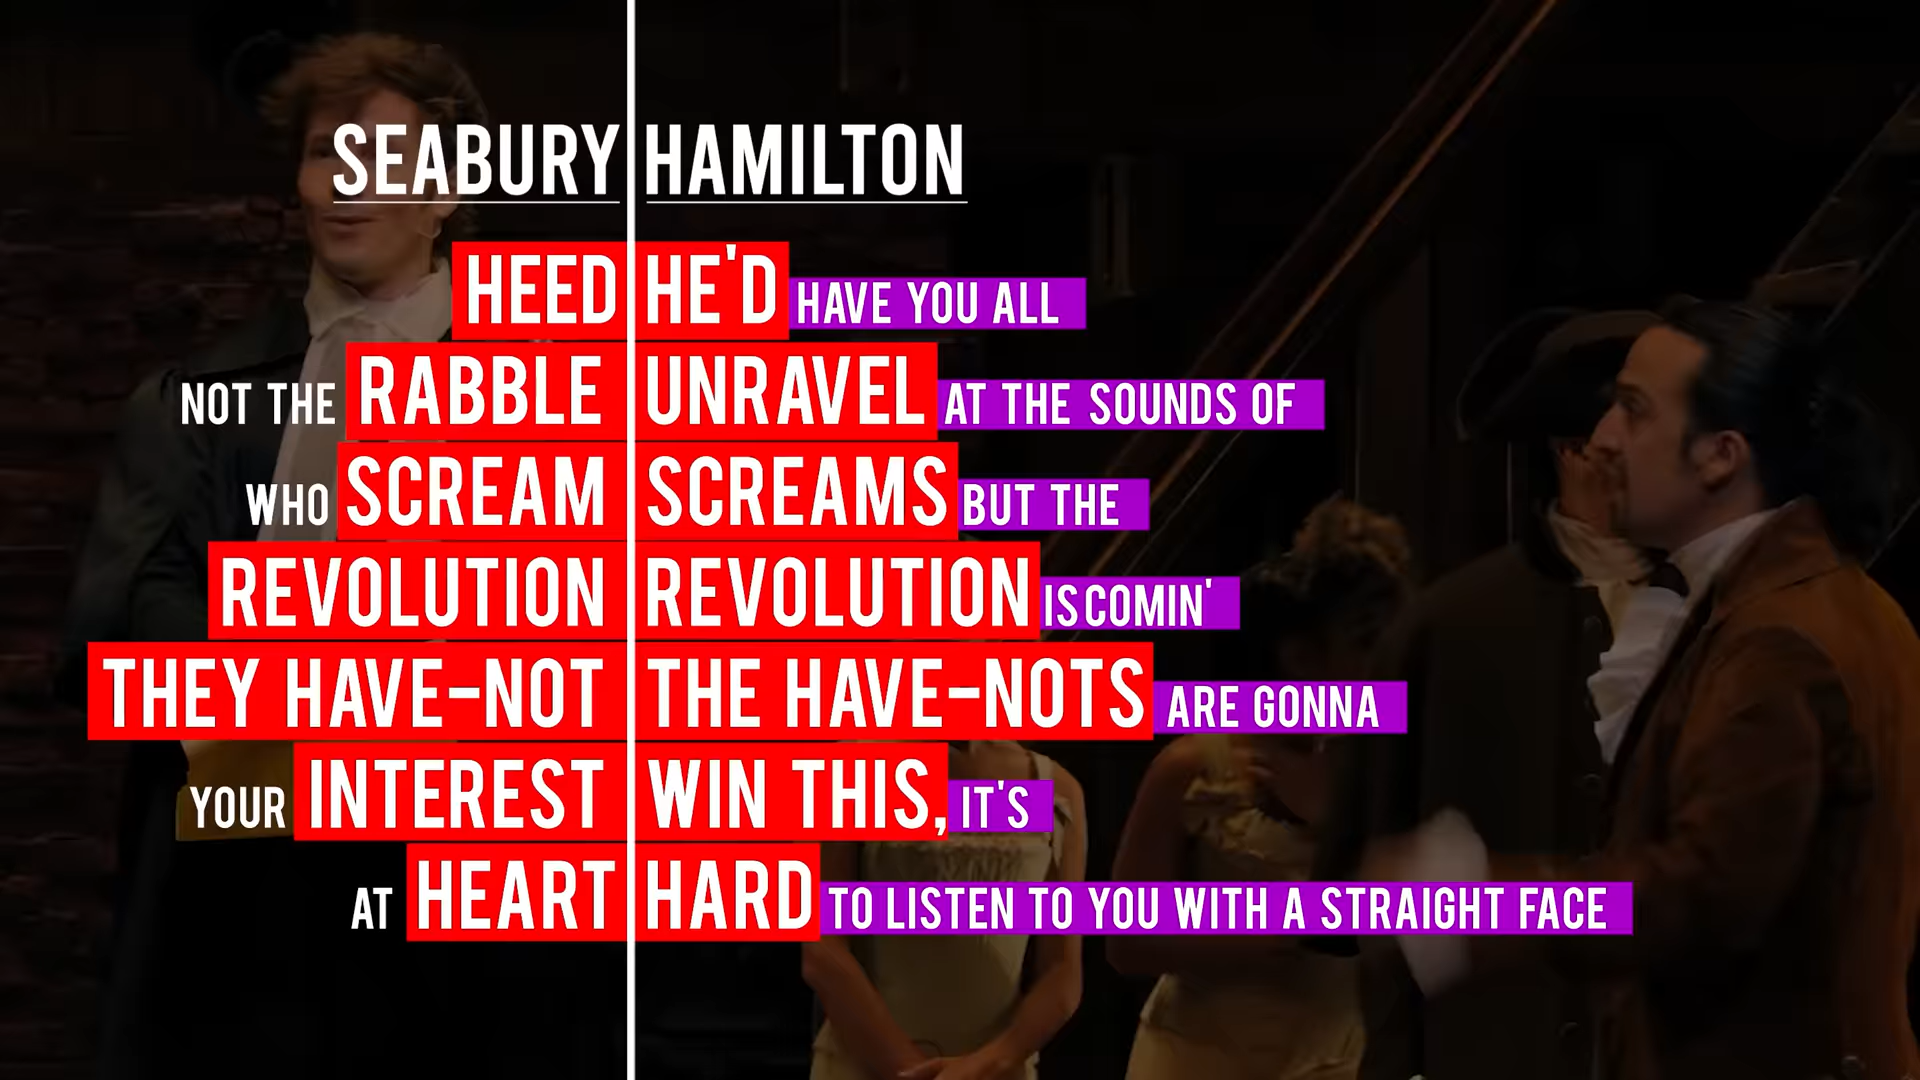 SEABURY HAMILTON
HEED HE'D HAVE YOU ALL
NOT THE RABBLE UNRAVEL AT THE SOUNDS OF
WHO SCREAM SCREAMS BUT THE
REVOLUTION REVOLUTION IS COMIN'
THEY HAVE-NOT THE HAVE-NOTS ARE GONNA
YOUR INTEREST WIN THIS, IT'S
AT HEART HARD TO LISTEN TO YOU WITH A STRAIGHT FACE